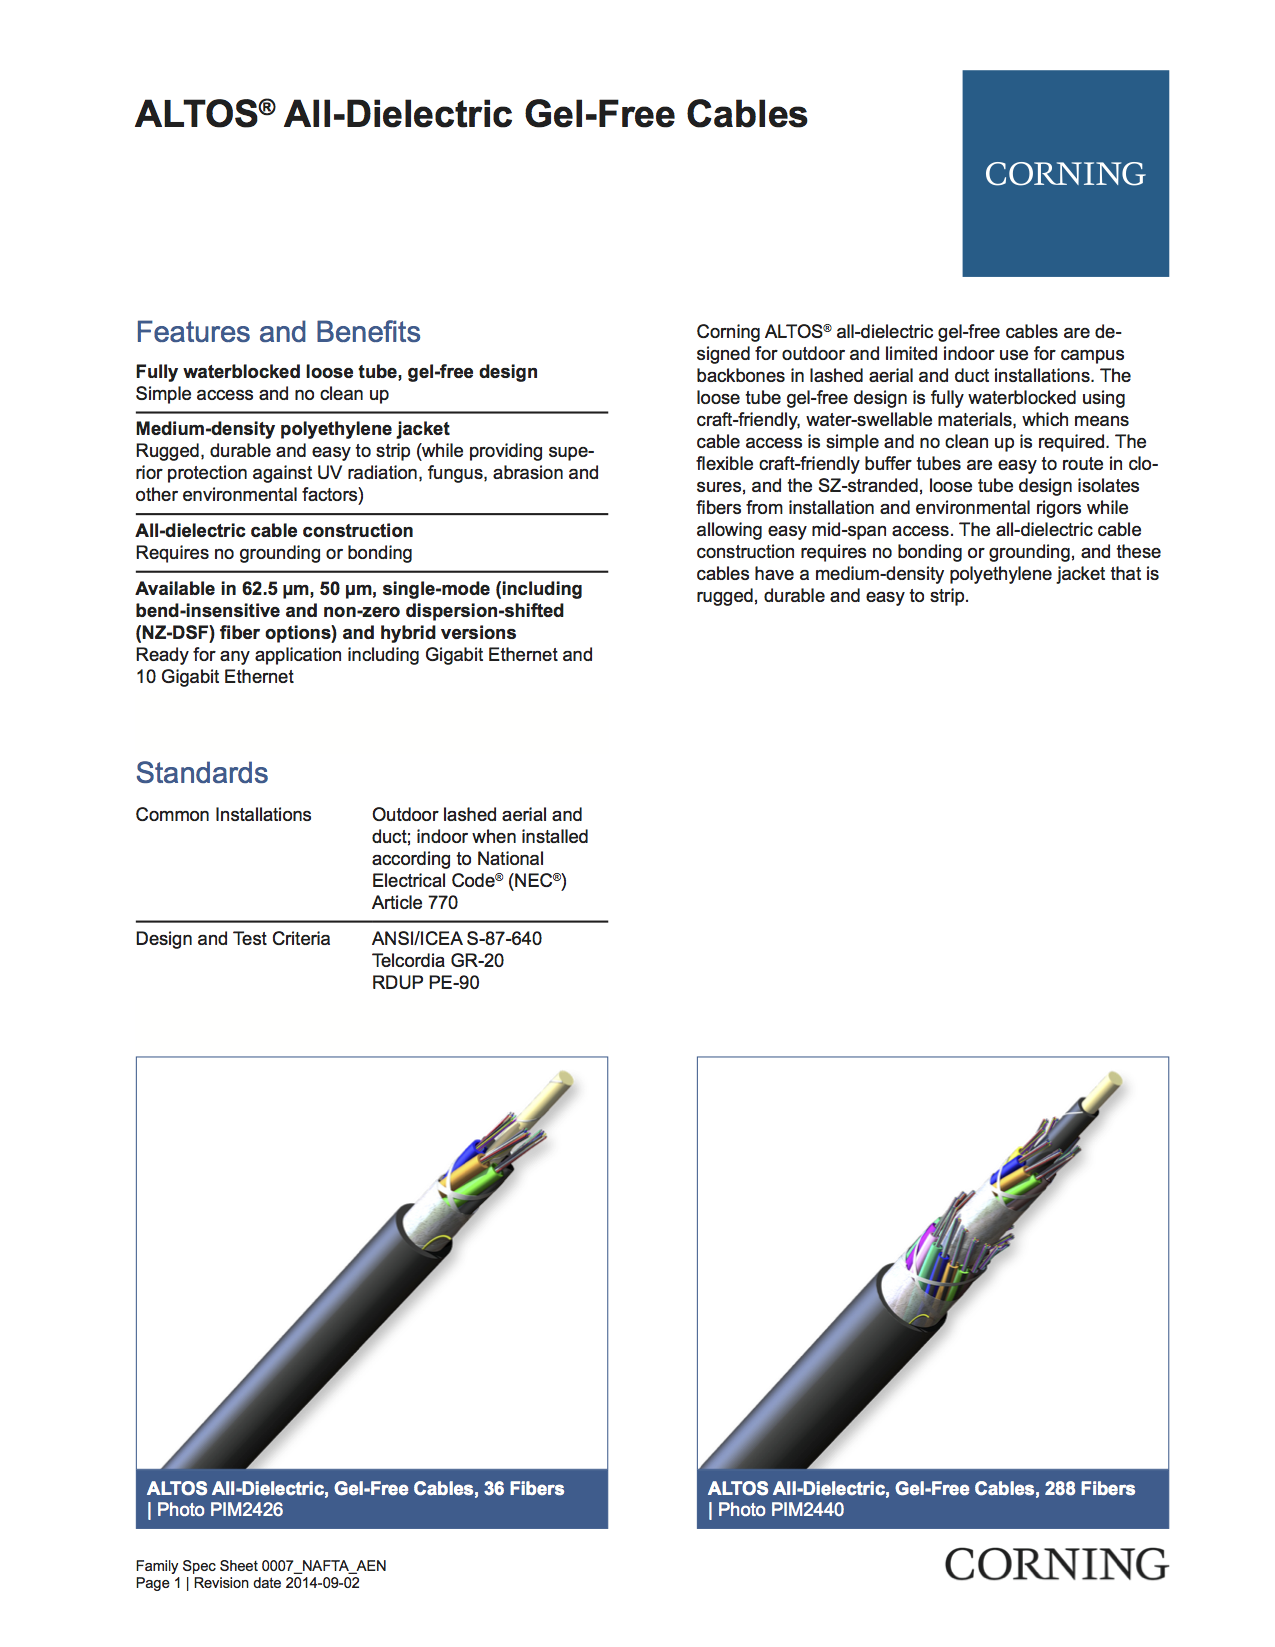 ALTOS® All-Dielectric Gel-Free Cables
CORNING
Features and Benefits
Fully waterblocked loose tube, gel-free design
Simple access and no clean up
Medium-density polyethylene jacket
Rugged, durable and easy to strip (while providing supe-
rior protection against UV radiation, fungus, abrasion and
other environmental factors)
All-dielectric cable construction
Requires no grounding or bonding
Available in 62.5 µm, 50 µm, single-mode (including
bend-insensitive and non-zero dispersion-shifted
(NZ-DSF) fiber options) and hybrid versions
Ready for any application including Gigabit Ethernet and
10 Gigabit Ethernet
Corning ALTOS® all-dielectric gel-free cables are de-
signed for outdoor and limited indoor use for campus
backbones in lashed aerial and duct installations. The
loose tube gel-free design is fully waterblocked using
craft-friendly, water-swellable materials, which means
cable access is simple and no clean up is required. The
flexible craft-friendly buffer tubes are easy to route in clo-
sures, and the SZ-stranded, loose tube design isolates
fibers from installation and environmental rigors while
allowing easy mid-span access. The all-dielectric cable
construction requires no bonding or grounding, and these
cables have a medium-density polyethylene jacket that is
rugged, durable and easy to strip.
Standards
Common Installations
Outdoor lashed aerial and
duct; indoor when installed
according to National
Electrical Code® (NEC®)
Article 770
Design and Test Criteria
ANSI/ICEA S-87-640
Telcordia GR-20
RDUP PE-90
ALTOS All-Dielectric, Gel-Free Cables, 36 Fibers
| Photo PIM2426
ALTOS All-Dielectric, Gel-Free Cables, 288 Fibers
| Photo PIM2440
Family Spec Sheet 0007_NAFTA_AEN
Page 1 | Revision date 2014-09-02
CORNING